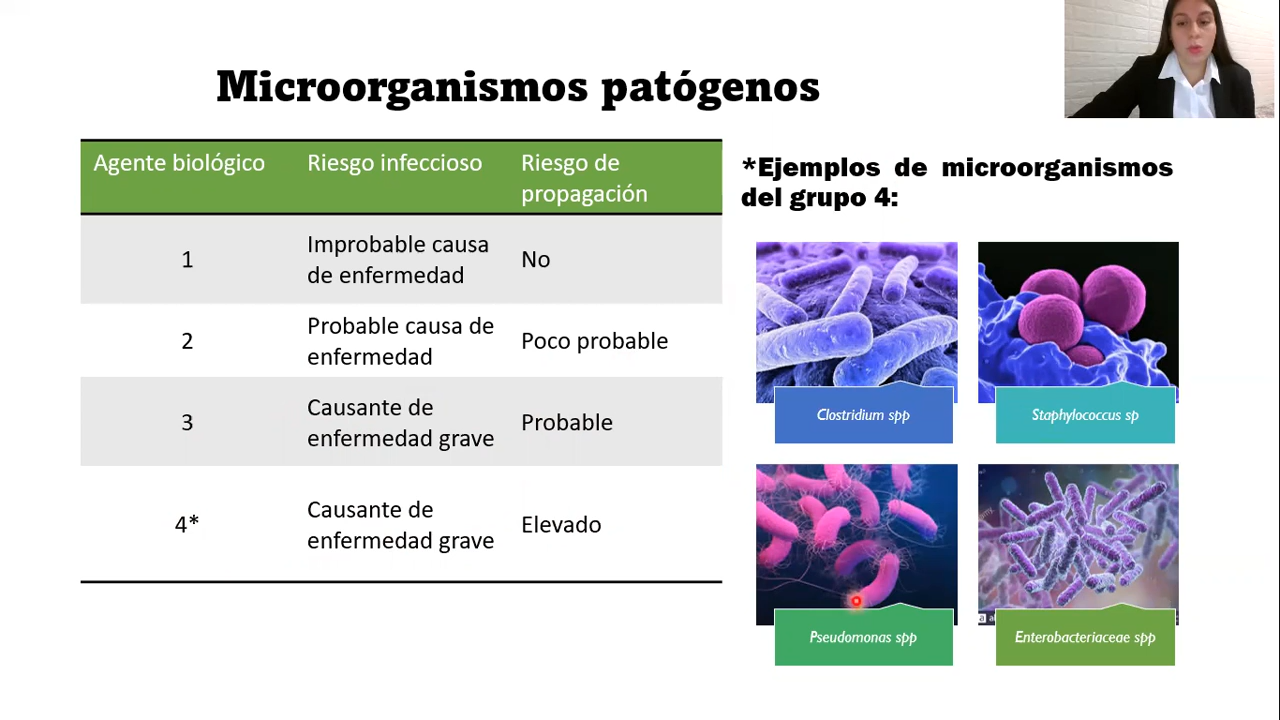 Microorganismos patógenos
Agente biológico
Riesgo infeccioso
Riesgo de
propagación
1
Improbable causa
de enfermedad
No
2
Probable causa de
enfermedad
Poco probable
3
Causante de
enfermedad grave
Probable
4*
Causante de
enfermedad grave
Elevado
*Ejemplos de microorganismos
del grupo 4:
Clostridium spp
Staphylococcus sp
Pseudomonas spp
Enterobacteriaceae spp